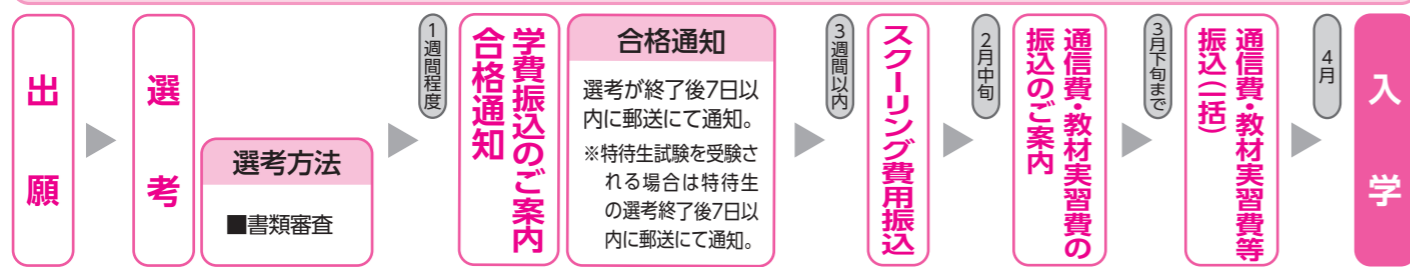 出願
選考
選考方法
■書類審査
1週間程度
学費振込のご案内
合格通知
合格通知
選考が終了後7日以
内に郵送にて通知。
※特待生試験を受験さ
れる場合は特待生
の選考終了後7日以
内に郵送にて通知。
3週間以内
スクーリング費用振込
2月中旬
通信費・教材実習費の
振込のご案内
3月下旬まで
通信費・教材実習費等
振込(一括)
4月
入学